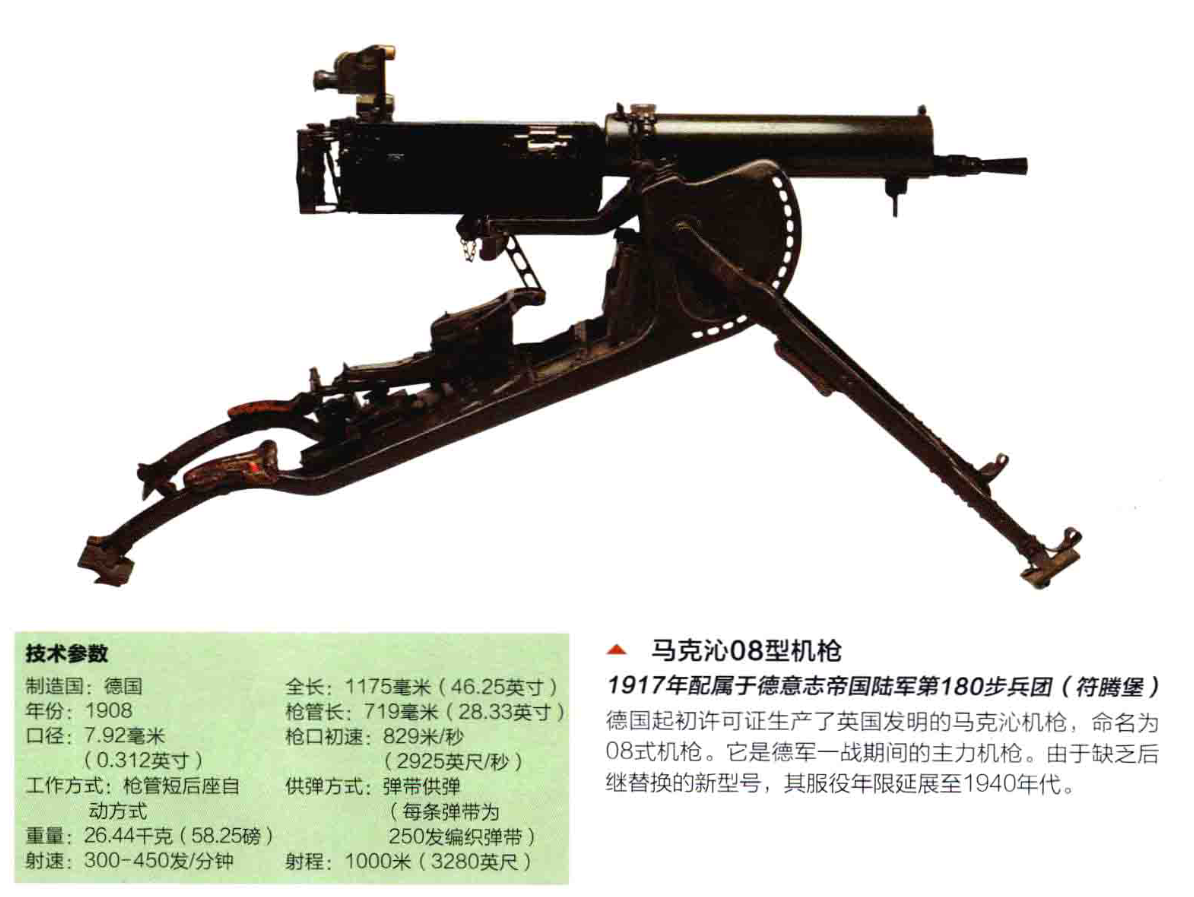 技术参数
制造国：德国
年份：1908
口径：7.92毫米
（0.312英寸）
工作方式：枪管短后座自
动方式
重量：26.44千克（58.25磅）
射速：300-450发/分钟
全长：1175毫米（46.25英寸）
枪管长：719毫米（28.33英寸）
枪口初速：829米/秒
（2925英尺/秒）
供弹方式：弹带供弹
（每条弹带为
250发编织弹带）
射程：1000米（3280英尺）
▲ 马克沁08型机枪
1917年配属于德意志帝国陆军第180步兵团（符腾堡）
德国起初许可证生产了英国发明的马克沁机枪，命名为
08式机枪。它是德军一战期间的主力机枪。由于缺乏后
继替换的新型号，其服役年限延展至1940年代。